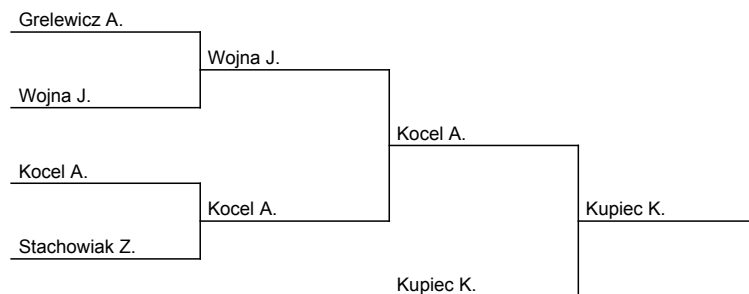 Grelewicz A.
Wojna J.
Wojna J.
Kocel A.
Kocel A.
Kocel A.
Kupiec K.
Stachowiak Z.
Kupiec K.